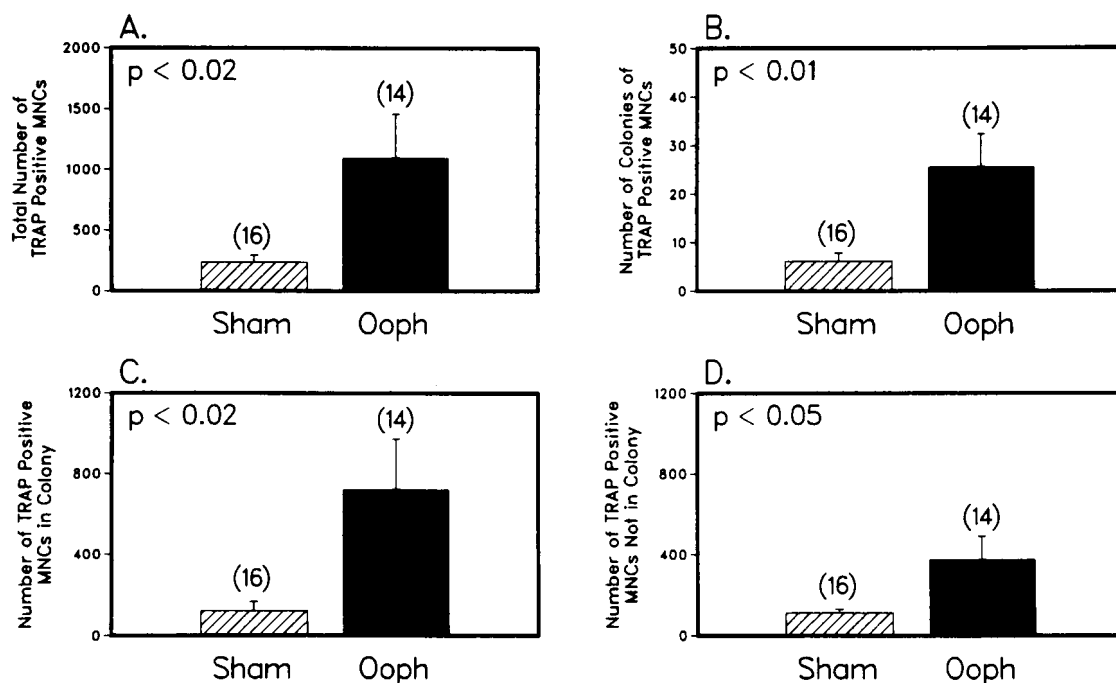 A.
Total Number of
TRAP Positive MNCs
2000
1500
1000
500
0
p < 0.02
(16)
(14)
Sham Ooph
B.
Number of Colonies of
TRAP Positive MNCs
50
40
30
20
10
0
p < 0.01
(16)
(14)
Sham Ooph
C.
Number of TRAP Positive
MNCs in Colony
1200
800
400
0
p < 0.02
(16)
(14)
Sham Ooph
D.
Number of TRAP Positive
MNCs Not in Colony
1200
800
400
0
p < 0.05
(16)
(14)
Sham Ooph